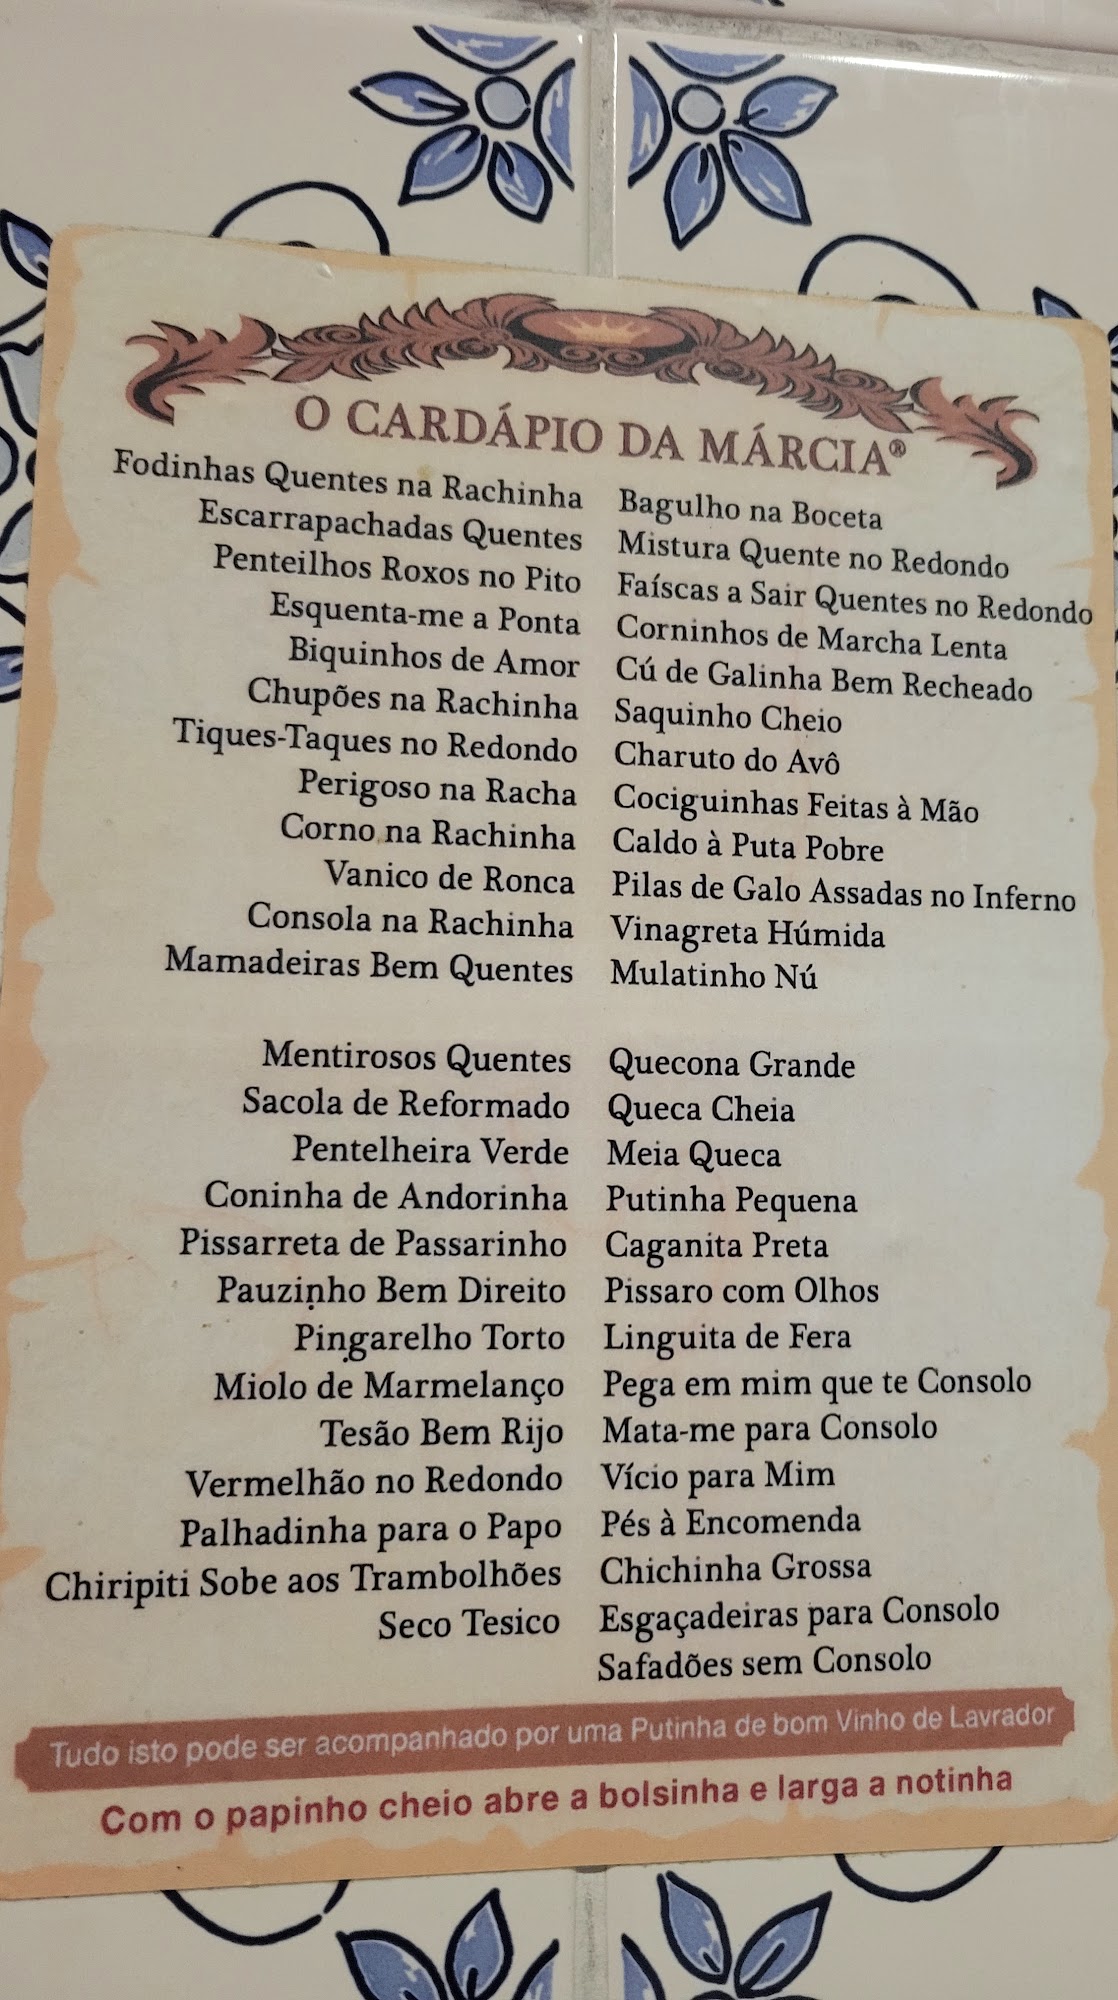 O CARDÁPIO DA MÁRCIA®
Fodinhas Quentes na Rachinha
Escarrapachadas Quentes
Penteilhos Roxos no Pito
Esquenta-me a Ponta
Biquinhos de Amor
Chupões na Rachinha
Tiques-Taques no Redondo
Perigoso na Racha
Corno na Rachinha
Vanico de Ronca
Consola na Rachinha
Mamadeiras Bem Quentes
Mentirosos Quentes
Sacola de Reformado
Pentelheira Verde
Coninha de Andorinha
Pissarreta de Passarinho
Pauzinho Bem Direito
Pingarelho Torto
Miolo de Marmelanço
Tesão Bem Rijo
Vermelhão no Redondo
Palhadinha para o Papo
Chiripiti Sobe aos Trambolhões
Seco Tesico
Bagulho na Boceta
Mistura Quente no Redondo
Faíscas a Sair Quentes no Redondo
Corninhos de Marcha Lenta
Cú de Galinha Bem Recheado
Saquinho Cheio
Charuto do Avô
Cociguinhas Feitas à Mão
Caldo à Puta Pobre
Pilas de Galo Assadas no Inferno
Vinagreta Húmida
Mulatinho Nú
Quecona Grande
Queca Cheia
Meia Queca
Putinha Pequena
Caganita Preta
Pissaro com Olhos
Linguita de Fera
Pega em mim que te Consolo
Mata-me para Consolo
Vício para Mim
Pés à Encomenda
Chichinha Grossa
Esgaçadeiras para Consolo
Safadões sem Consolo
Tudo isto pode ser acompanhado por uma Putinha de bom Vinho de Lavrador
Com o papinho cheio abre a bolsinha e larga a notinha